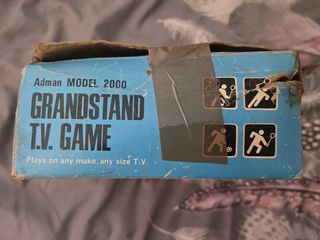 Adman MODEL 2000
GRANDSTAND
T.V. GAME
Plays on any make, any size T.V.